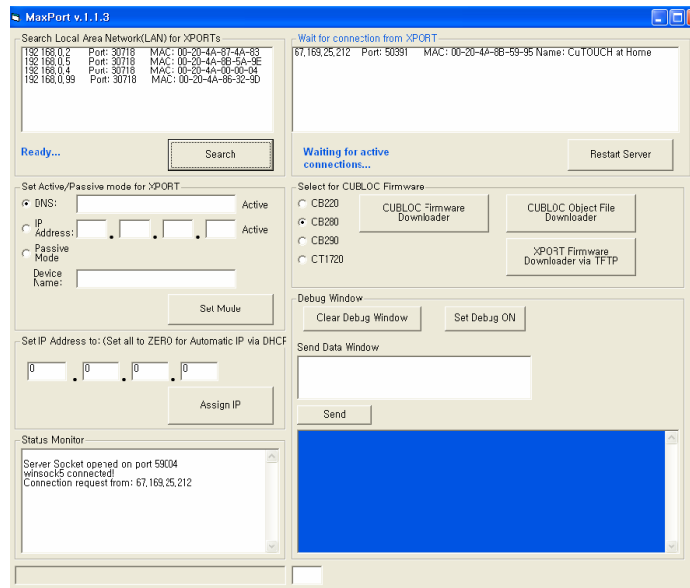 MaxPort v.1.1.3
Search Local Area Network(LAN) for XPORTs
192,168,0,2 Port: 30718 MAC: 00-20-4A-87-4A-83
192,168,0,5 Port: 30718 MAC: 00-20-4A-8B-5A-9E
192,168,0,4 Port: 30718 MAC: 00-20-4A-00-00-04
192,168,0,99 Port: 30718 MAC: 00-20-4A-86-32-9D
Ready...
Search
Wait for connection from XPORT
67,169,25,212 Port: 50391 MAC: 00-20-4A-8B-59-95 Name: CuTOUCH at Home
Waiting for active
connections...
Restart Server
Set Active/Passive mode for XPORT
DNS:
Active
IP
Address:
Active
Passive
Mode
Device
Name:
Set Mode
Select for CUBLOC Firmware
CB220
CB280
CB290
CT1720
CUBLOC Firmware
Downloader
CUBLOC Object File
Downloader
XPORT Firmware
Downloader via TFTP
Set IP Address to: (Set all to ZERO for Automatic IP via DHCP
0 . 0 . 0 . 0
Assign IP
Debug Window
Clear Debug Window
Set Debug ON
Send Data Window
Send
Status Monitor
Server Socket opened on port 59004
winsock5 connected!
Connection request from: 67,169,25,212